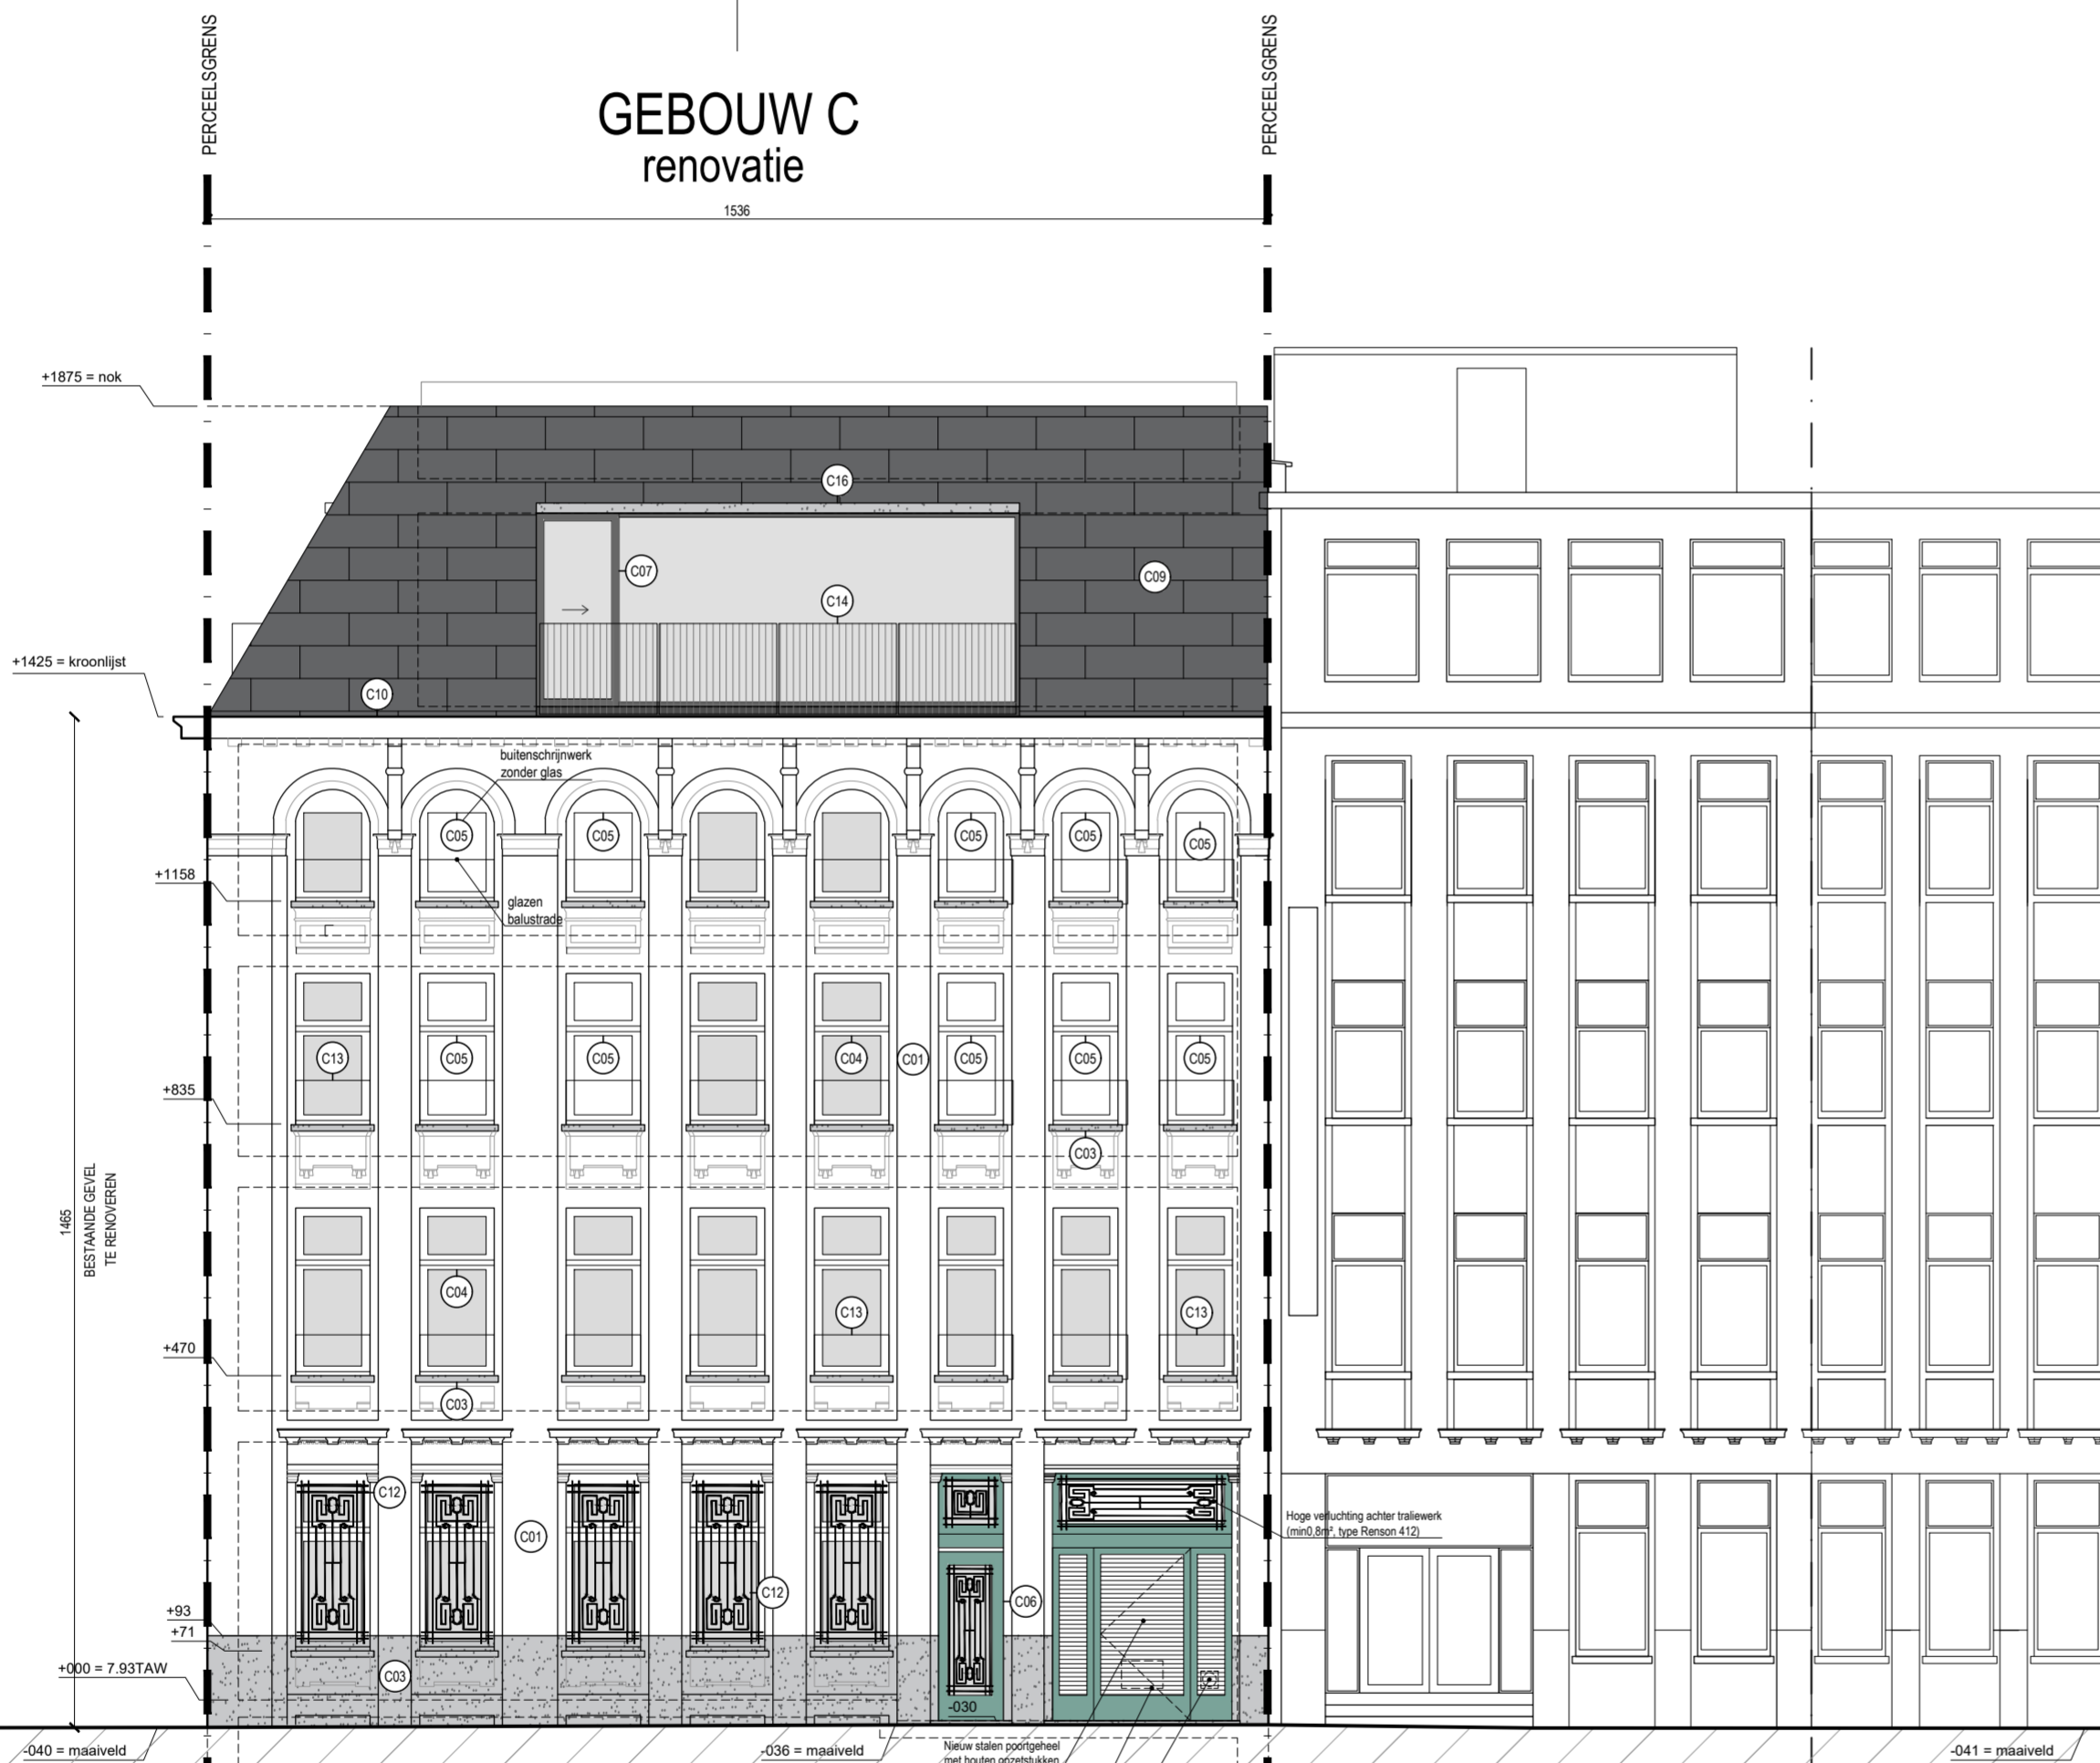 PERCEELSGRENS
PERCEELSGRENS
GEBOUW C
renovatie
1536
+1875 = nok
C16
C07
C09
C14
+1425 = kroonlijst
C10
buitenschrijnwerk
zonder glas
C05
C05
C05
C05
C05
+1158
glazen
balustrade
C13
C05
C05
C04
C01
C05
C05
C05
+835
C03
BESTAANDE GEVEL
TE RENOVEREN
1465
C04
C13
C13
+470
C03
C12
C01
Hoge verluchting achter traliewerk
(min0,8m², type Renson 412)
C12
C06
+93
+71
C03
+000 = 7.93TAW
-030
-040 = maaiveld
-036 = maaiveld
Nieuw stalen poortgeheel
met houten opzetstukken
-041 = maaiveld